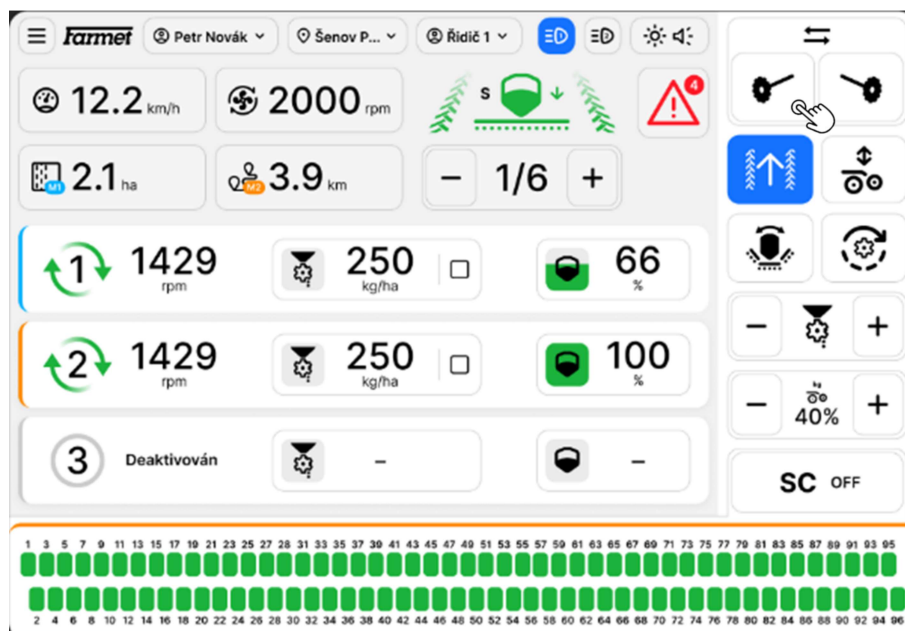 Farmet Petr Novák Šenov P... Řidič 1
12.2 km/h 2000 rpm S 4
M1 2.1 ha M2 3.9 km − 1/6 +
1 1429 rpm 250 kg/ha 66 %
2 1429 rpm 250 kg/ha 100 %
3 Deaktivován – –
− +
− kg 40% +
SC OFF
1 3 5 7 9 11 13 15 17 19 21 23 25 27 28 31 33 35 37 39 41 43 45 47 49 51 53 55 57 59 61 63 65 67 69 71 73 75 77 79 81 83 85 87 89 91 93 95
2 4 6 8 10 12 14 16 18 20 22 24 26 28 30 32 34 36 38 40 42 44 46 48 50 52 54 56 58 60 62 64 66 68 70 72 74 76 78 80 82 84 86 88 90 92 94 96